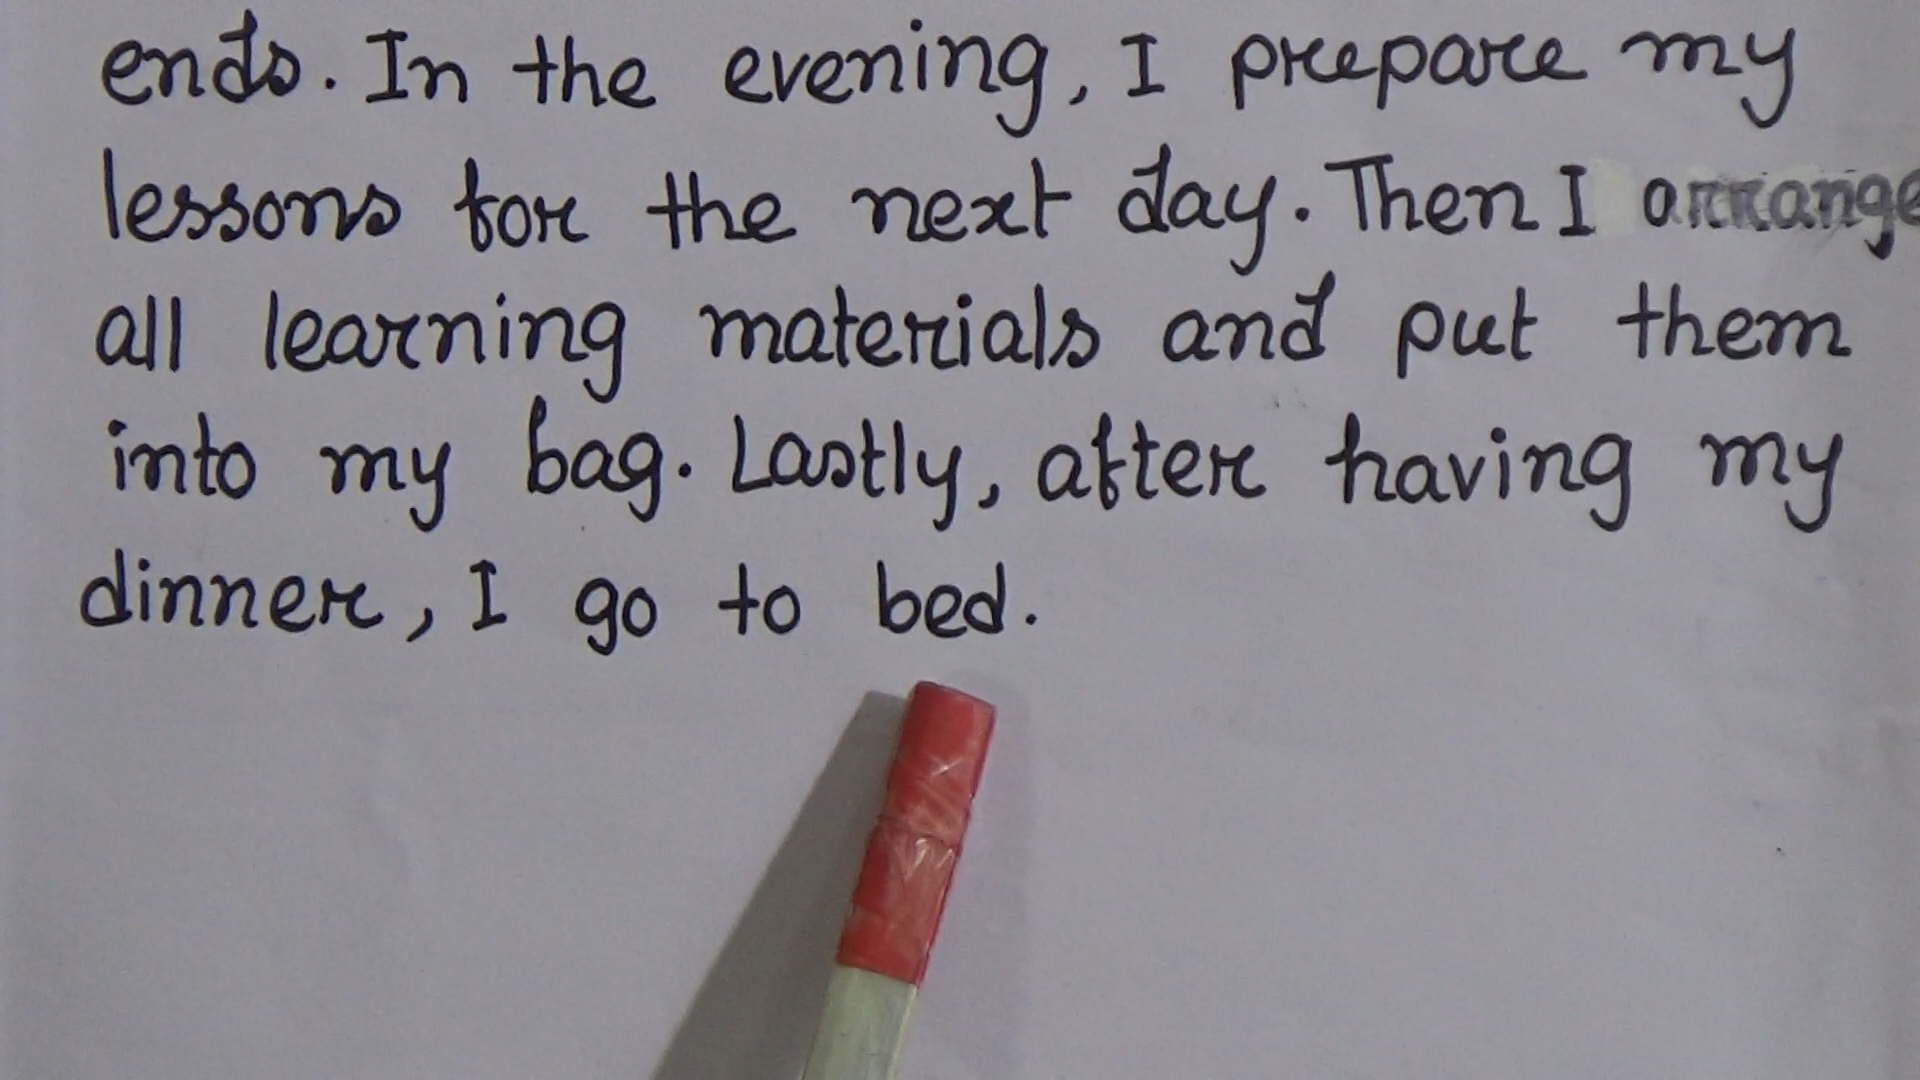 ends. In the evening, I prepare my
lessons for the next day. Then I arrange
all learning materials and put them
into my bag. Lastly, after having my
dinner, I go to bed.